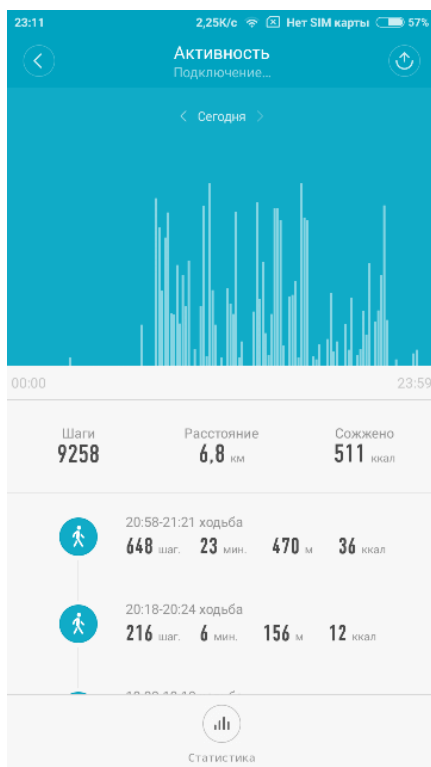 23:11 2,25К/с Нет SIM карты 57%
Активность
Подключение...
Сегодня
00:00 23:59
Шаги Расстояние Сожжено
9258 6,8 км 511 ккал
20:58-21:21 ходьба
648 шаг. 23 мин. 470 м 36 ккал
20:18-20:24 ходьба
216 шаг. 6 мин. 156 м 12 ккал
Статистика